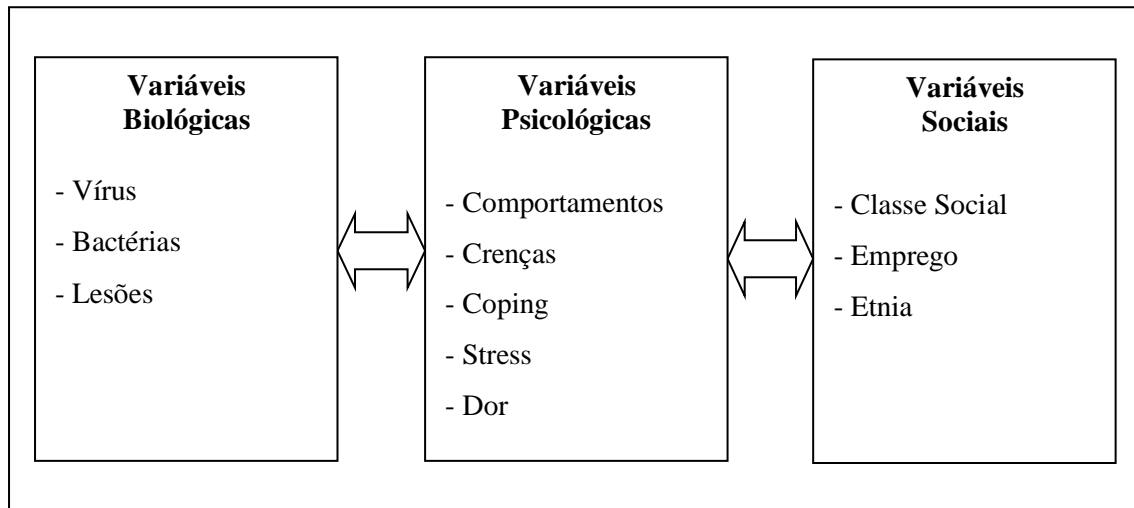 Variáveis
Biológicas
- Vírus
- Bactérias
- Lesões
Variáveis
Psicológicas
- Comportamentos
- Crenças
- Coping
- Stress
- Dor
Variáveis
Sociais
- Classe Social
- Emprego
- Etnia